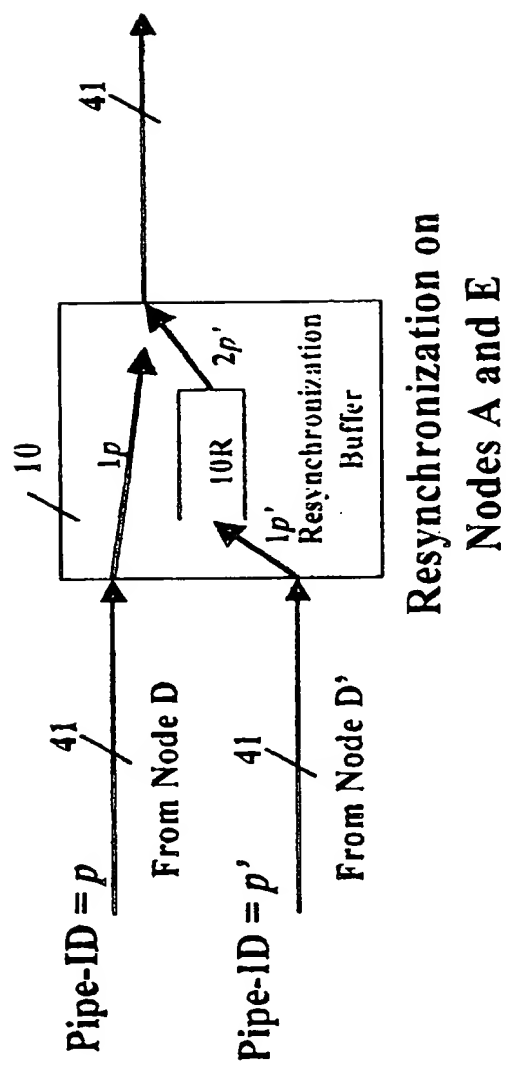 Pipe-ID = p
41
From Node D
Pipe-ID = p'
41
From Node D'
10
1p
1p'
10R
2p'
Resynchronization
Buffer
41
Resynchronization on
Nodes A and E